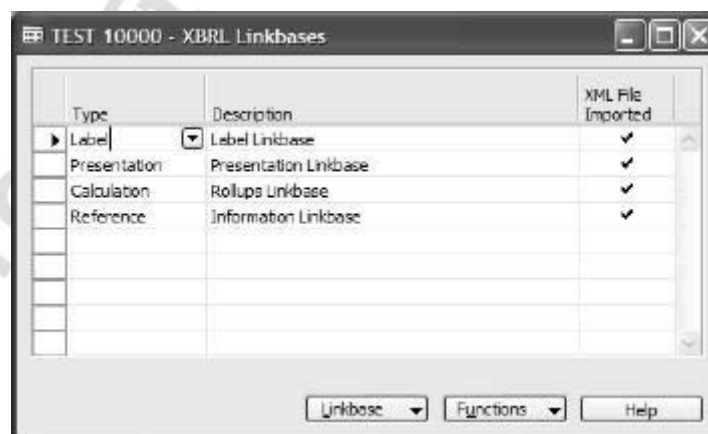 TEST 10000 - XBRL Linkbases
XML File
Type Description Imported
Label Label Linkbase
Presentation Presentation Linkbase
Calculation Rollups Linkbase
Reference Information Linkbase
Linkbase Functions Help